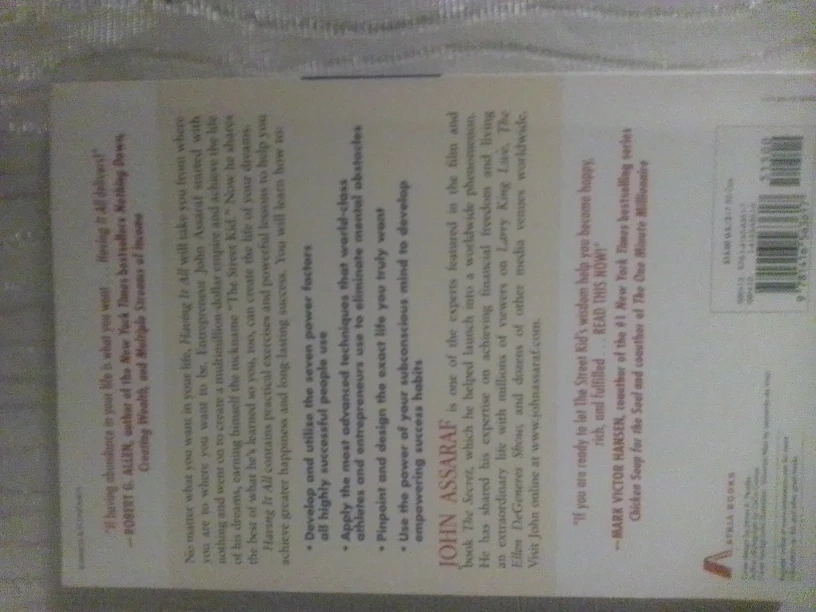 BUSINESS & ECONOMICS
"If having abundance in your life is what you want . . . Having It All delivers!"
—ROBERT G. ALLEN, author of the New York Times bestsellers Nothing Down,
Creating Wealth, and Multiple Streams of Income
No matter what you want in your life, Having It All will take you from where
you are to where you want to be. Entrepreneur John Assaraf started with
nothing and went on to create a multimillion-dollar empire and achieve the life
of his dreams, earning himself the nickname "The Street Kid." Now he shares
the best of what he's learned so you, too, can create the life of your dreams.
Having It All contains practical exercises and powerful lessons to help you
achieve greater happiness and long-lasting success. You will learn how to:
• Develop and utilize the seven power factors
all highly successful people use
• Apply the most advanced techniques that world-class
athletes and entrepreneurs use to eliminate mental obstacles
• Pinpoint and design the exact life you truly want
• Use the power of your subconscious mind to develop
empowering success habits
JOHN ASSARAF is one of the experts featured in the film and
book The Secret, which he helped launch into a worldwide phenomenon.
He has shared his expertise on achieving financial freedom and living
an extraordinary life with millions of viewers on Larry King Live, The
Ellen DeGeneres Show, and dozens of other media venues worldwide.
Visit John online at www.johnassaraf.com.
"If you are ready to let The Street Kid's wisdom help you become happy,
rich, and fulfilled . . . READ THIS NOW!"
—MARK VICTOR HANSEN, coauthor of the #1 New York Times bestselling series
Chicken Soup for the Soul and coauthor of The One Minute Millionaire
ATRIA BOOKS